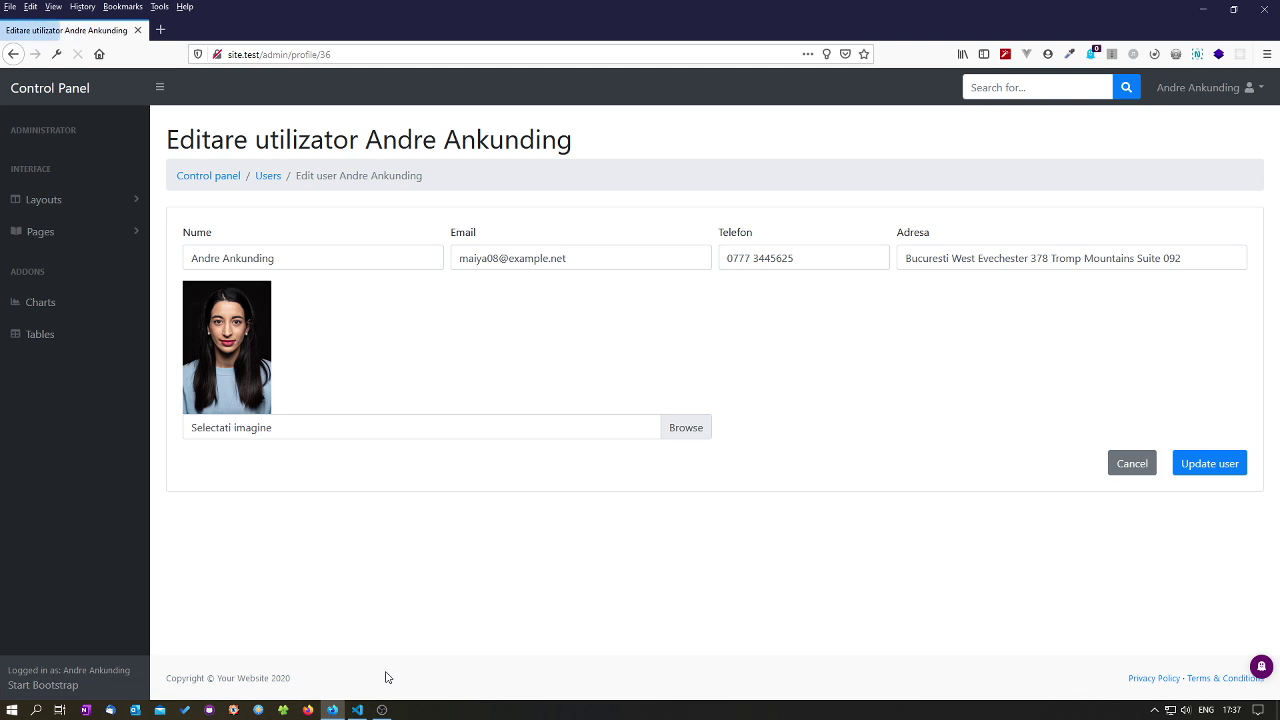 File Edit View History Bookmarks Tools Help
Editare utilizator Andre Ankunding
site.test/admin/profile/36
0
Control Panel
Search for...
Andre Ankunding
ADMINISTRATOR
INTERFACE
Layouts
Pages
ADDONS
Charts
Tables
Logged in as: Andre Ankunding
Start Bootstrap
Editare utilizator Andre Ankunding
Control panel / Users / Edit user Andre Ankunding
Nume Email Telefon Adresa
Andre Ankunding maiya08@example.net 0777 3445625 Bucuresti West Evechester 378 Tromp Mountains Suite 092
Selectati imagine Browse
Cancel Update user
Copyright © Your Website 2020 Privacy Policy · Terms & Conditions
ENG 17:37